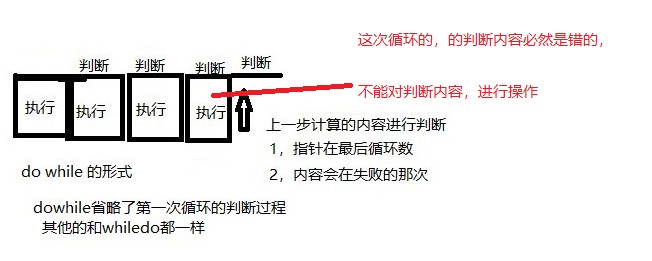 这次循环的，的判断内容必然是错的，
判断 判断 判断 判断
不能对判断内容，进行操作
执行 执行 执行 执行
上一步计算的内容进行判断
1，指针在最后循环数
do while 的形式
2，内容会在失败的那次
dowhile省略了第一次循环的判断过程
其他的和whiledo都一样